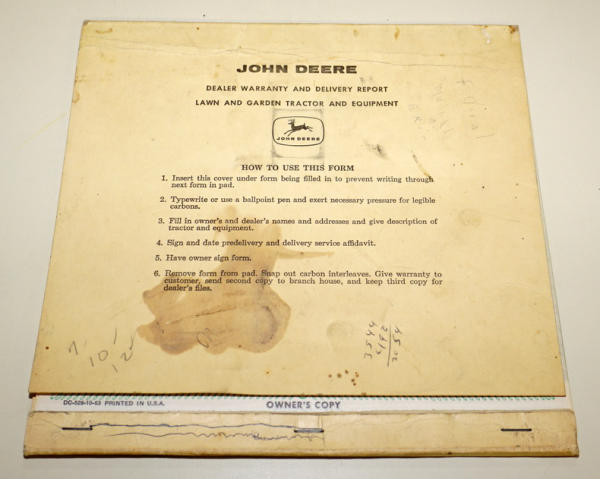 JOHN DEERE
DEALER WARRANTY AND DELIVERY REPORT
LAWN AND GARDEN TRACTOR AND EQUIPMENT
JOHN DEERE
HOW TO USE THIS FORM
1. Insert this cover under form being filled in to prevent writing through
next form in pad.
2. Typewrite or use a ballpoint pen and exert necessary pressure for legible
carbons.
3. Fill in owner's and dealer's names and addresses and give description of
tractor and equipment.
4. Sign and date predelivery and delivery service affidavit.
5. Have owner sign form.
6. Remove form from pad. Snap out carbon interleaves. Give warranty to
customer, send second copy to branch house, and keep third copy for
dealer's files.
10
DC-529-10-63 PRINTED IN U.S.A.
OWNER'S COPY